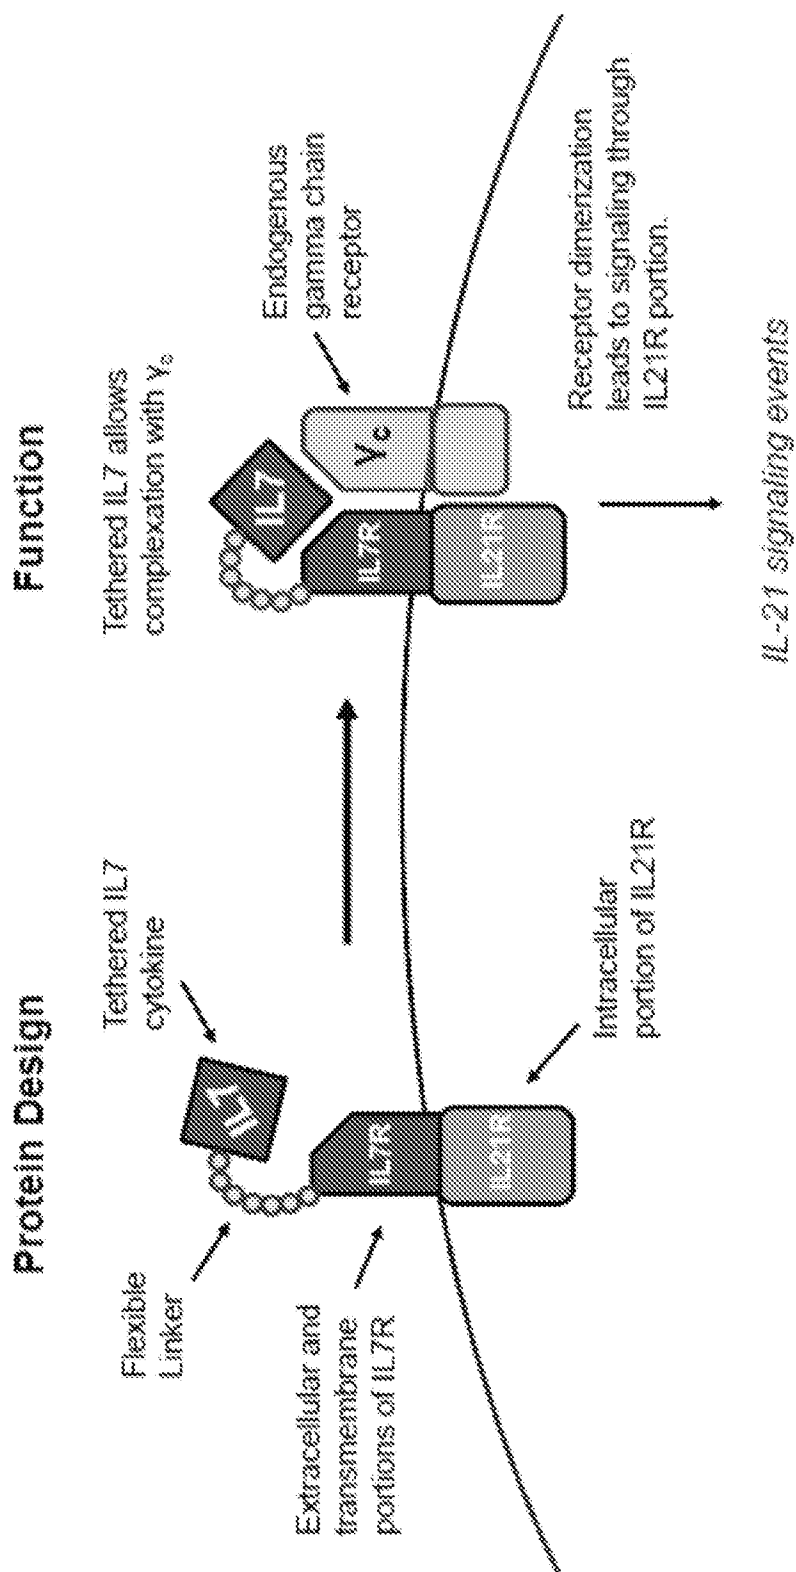 Protein Design
Flexible
Linker
Tethered IL7
cytokine
IL7
IL7R
IL21R
Extracellular and
transmembrane
portions of IL7R
Intracellular
portion of IL21R
Function
Tethered IL7 allows
complexation with γc
Endogenous
gamma chain
receptor
IL7
IL7R
γc
IL21R
Receptor dimerization
leads to signaling through
IL21R portion.
IL-21 signaling events